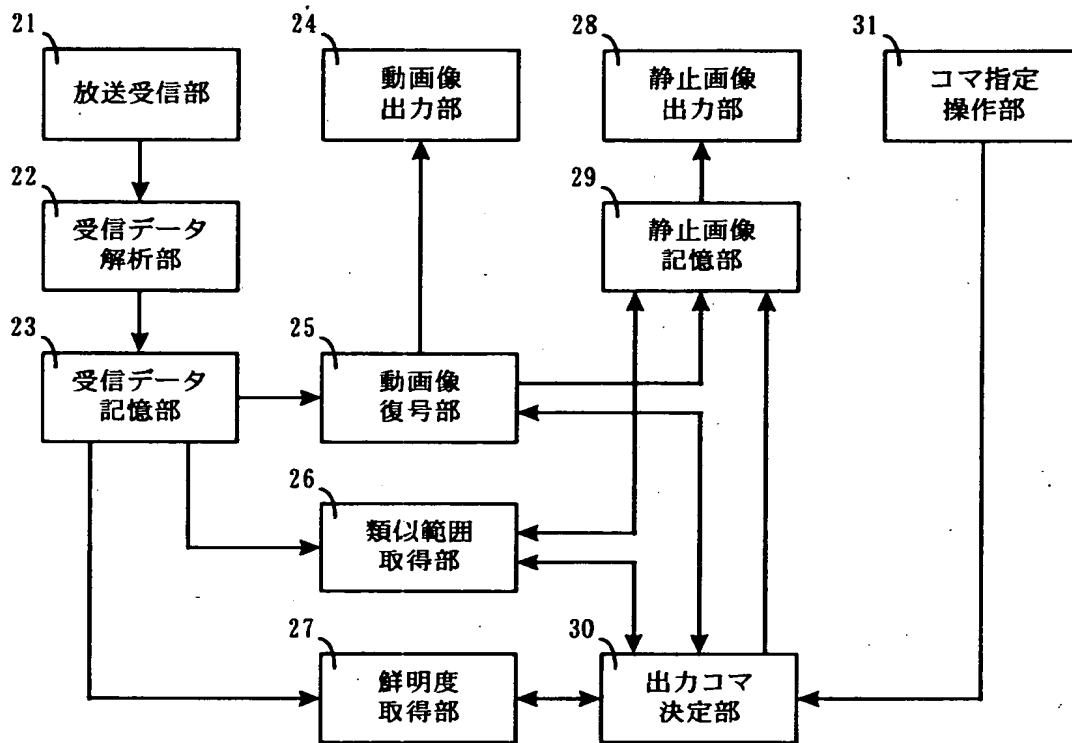 21
放送受信部
24
動画像
出力部
28
静止画像
出力部
31
コマ指定
操作部
22
受信データ
解析部
29
静止画像
記憶部
23
受信データ
記憶部
25
動画像
復号部
26
類似範囲
取得部
27
鮮明度
取得部
30
出力コマ
決定部